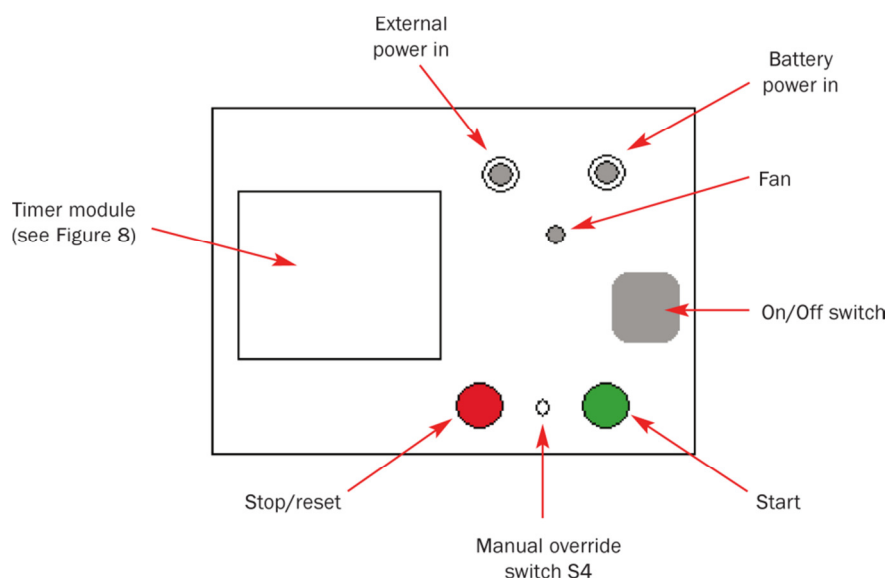 External
power in
Battery
power in
Fan
Timer module
(see Figure 8)
On/Off switch
Stop/reset
Start
Manual override
switch S4